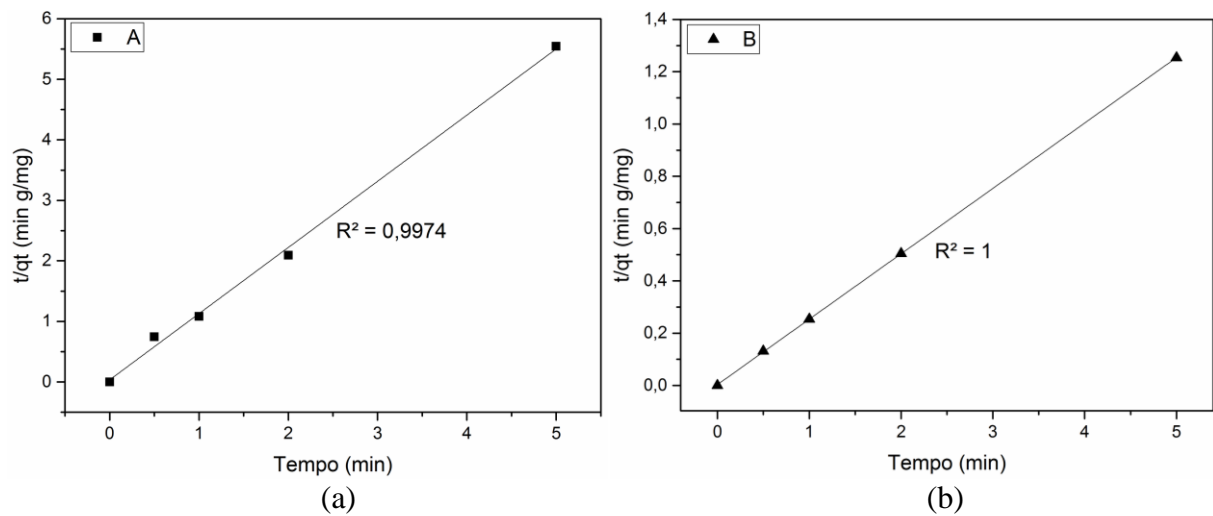 A
t/qt (min g/mg)
6
5
4
3
2
1
0
R² = 0,9974
0 1 2 3 4 5
Tempo (min)
(a)
B
t/qt (min g/mg)
1,4
1,2
1,0
0,8
0,6
0,4
0,2
0,0
R² = 1
0 1 2 3 4 5
Tempo (min)
(b)